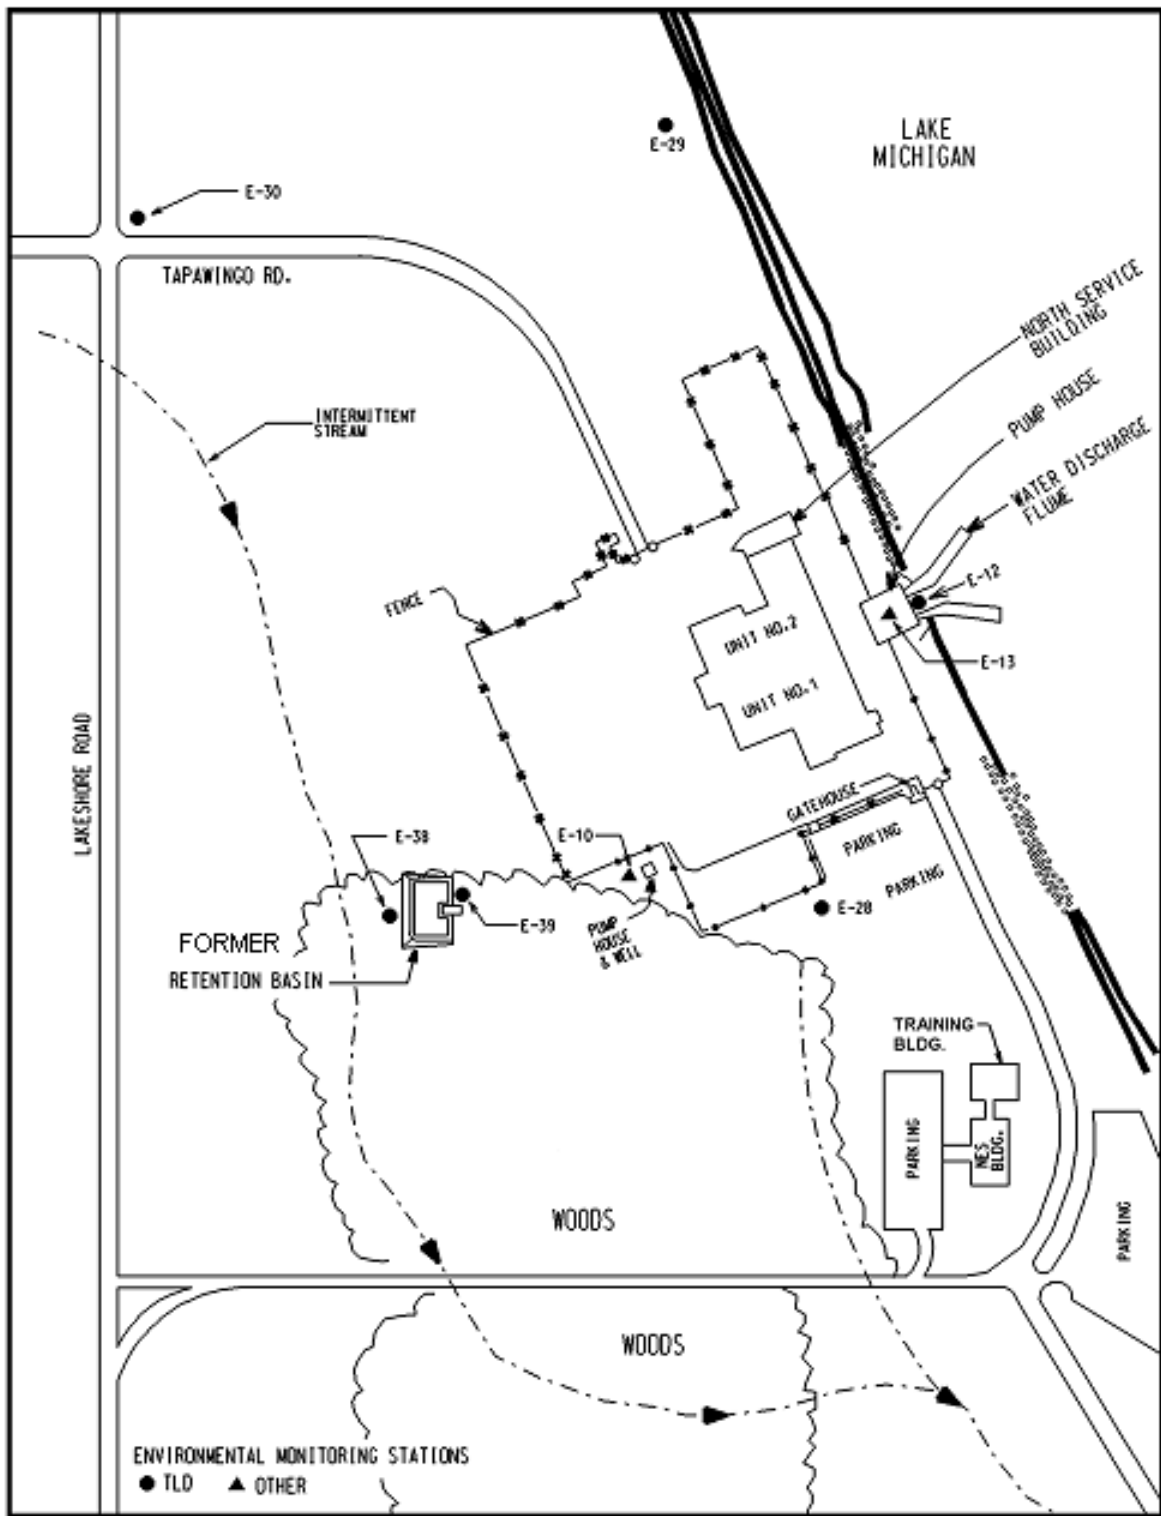 LAKE
MICHIGAN
E-29
E-30
TAPAWINGO RD.
NORTH SERVICE
BUILDING
PUMP HOUSE
WATER DISCHARGE
FLUME
INTERMITTENT
STREAM
E-12
FENCE
UNIT NO.2
E-13
UNIT NO.1
LAKESHORE ROAD
GATEHOUSE
E-38
E-10
PARKING
PARKING
E-39
E-28
PUMP
HOUSE
& WELL
FORMER
RETENTION BASIN
TRAINING
BLDG.
PARKING
NES
BLDG.
WOODS
PARKING
WOODS
ENVIRONMENTAL MONITORING STATIONS
TLD OTHER